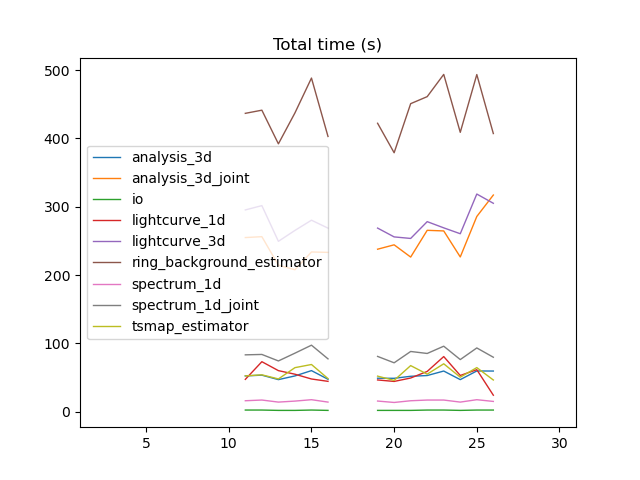 Total time (s)
500
400
300
200
100
0
analysis_3d
analysis_3d_joint
io
lightcurve_1d
lightcurve_3d
ring_background_estimator
spectrum_1d
spectrum_1d_joint
tsmap_estimator
5 10 15 20 25 30